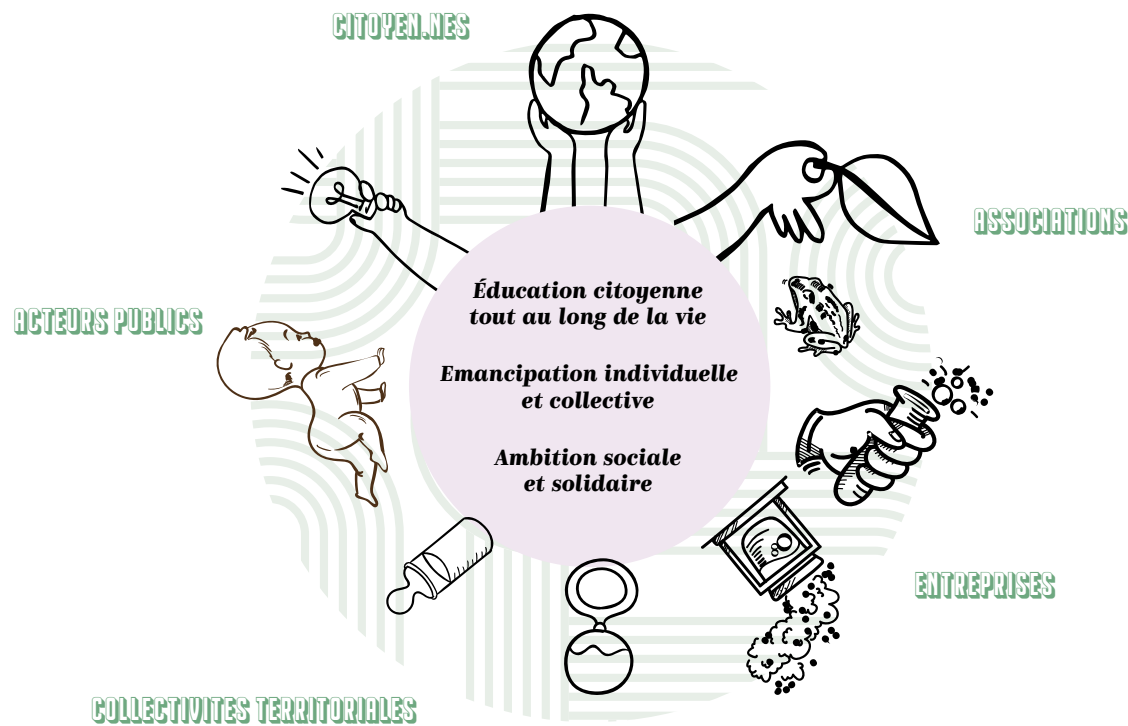 CITOYEN.NES
ASSOCIATIONS
ACTEURS PUBLICS
Éducation citoyenne
tout au long de la vie
Emancipation individuelle
et collective
Ambition sociale
et solidaire
ENTREPRISES
COLLECTIVITES TERRITORIALES